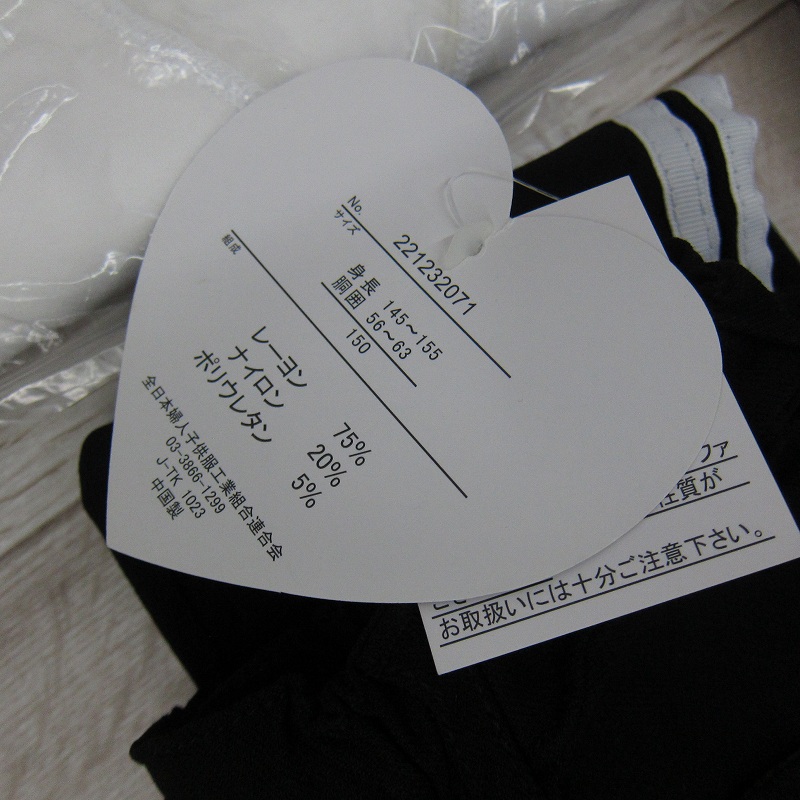 No. 221232071
サイズ
身長 145～155
胴囲 56～63
150
組成
レーヨン 75%
ナイロン 20%
ポリウレタン 5%
全日本婦人子供服工業組合連合会
03-3866-1299
J-TK 1023
中国製
ファ
性質が
お取扱いには十分ご注意下さい。